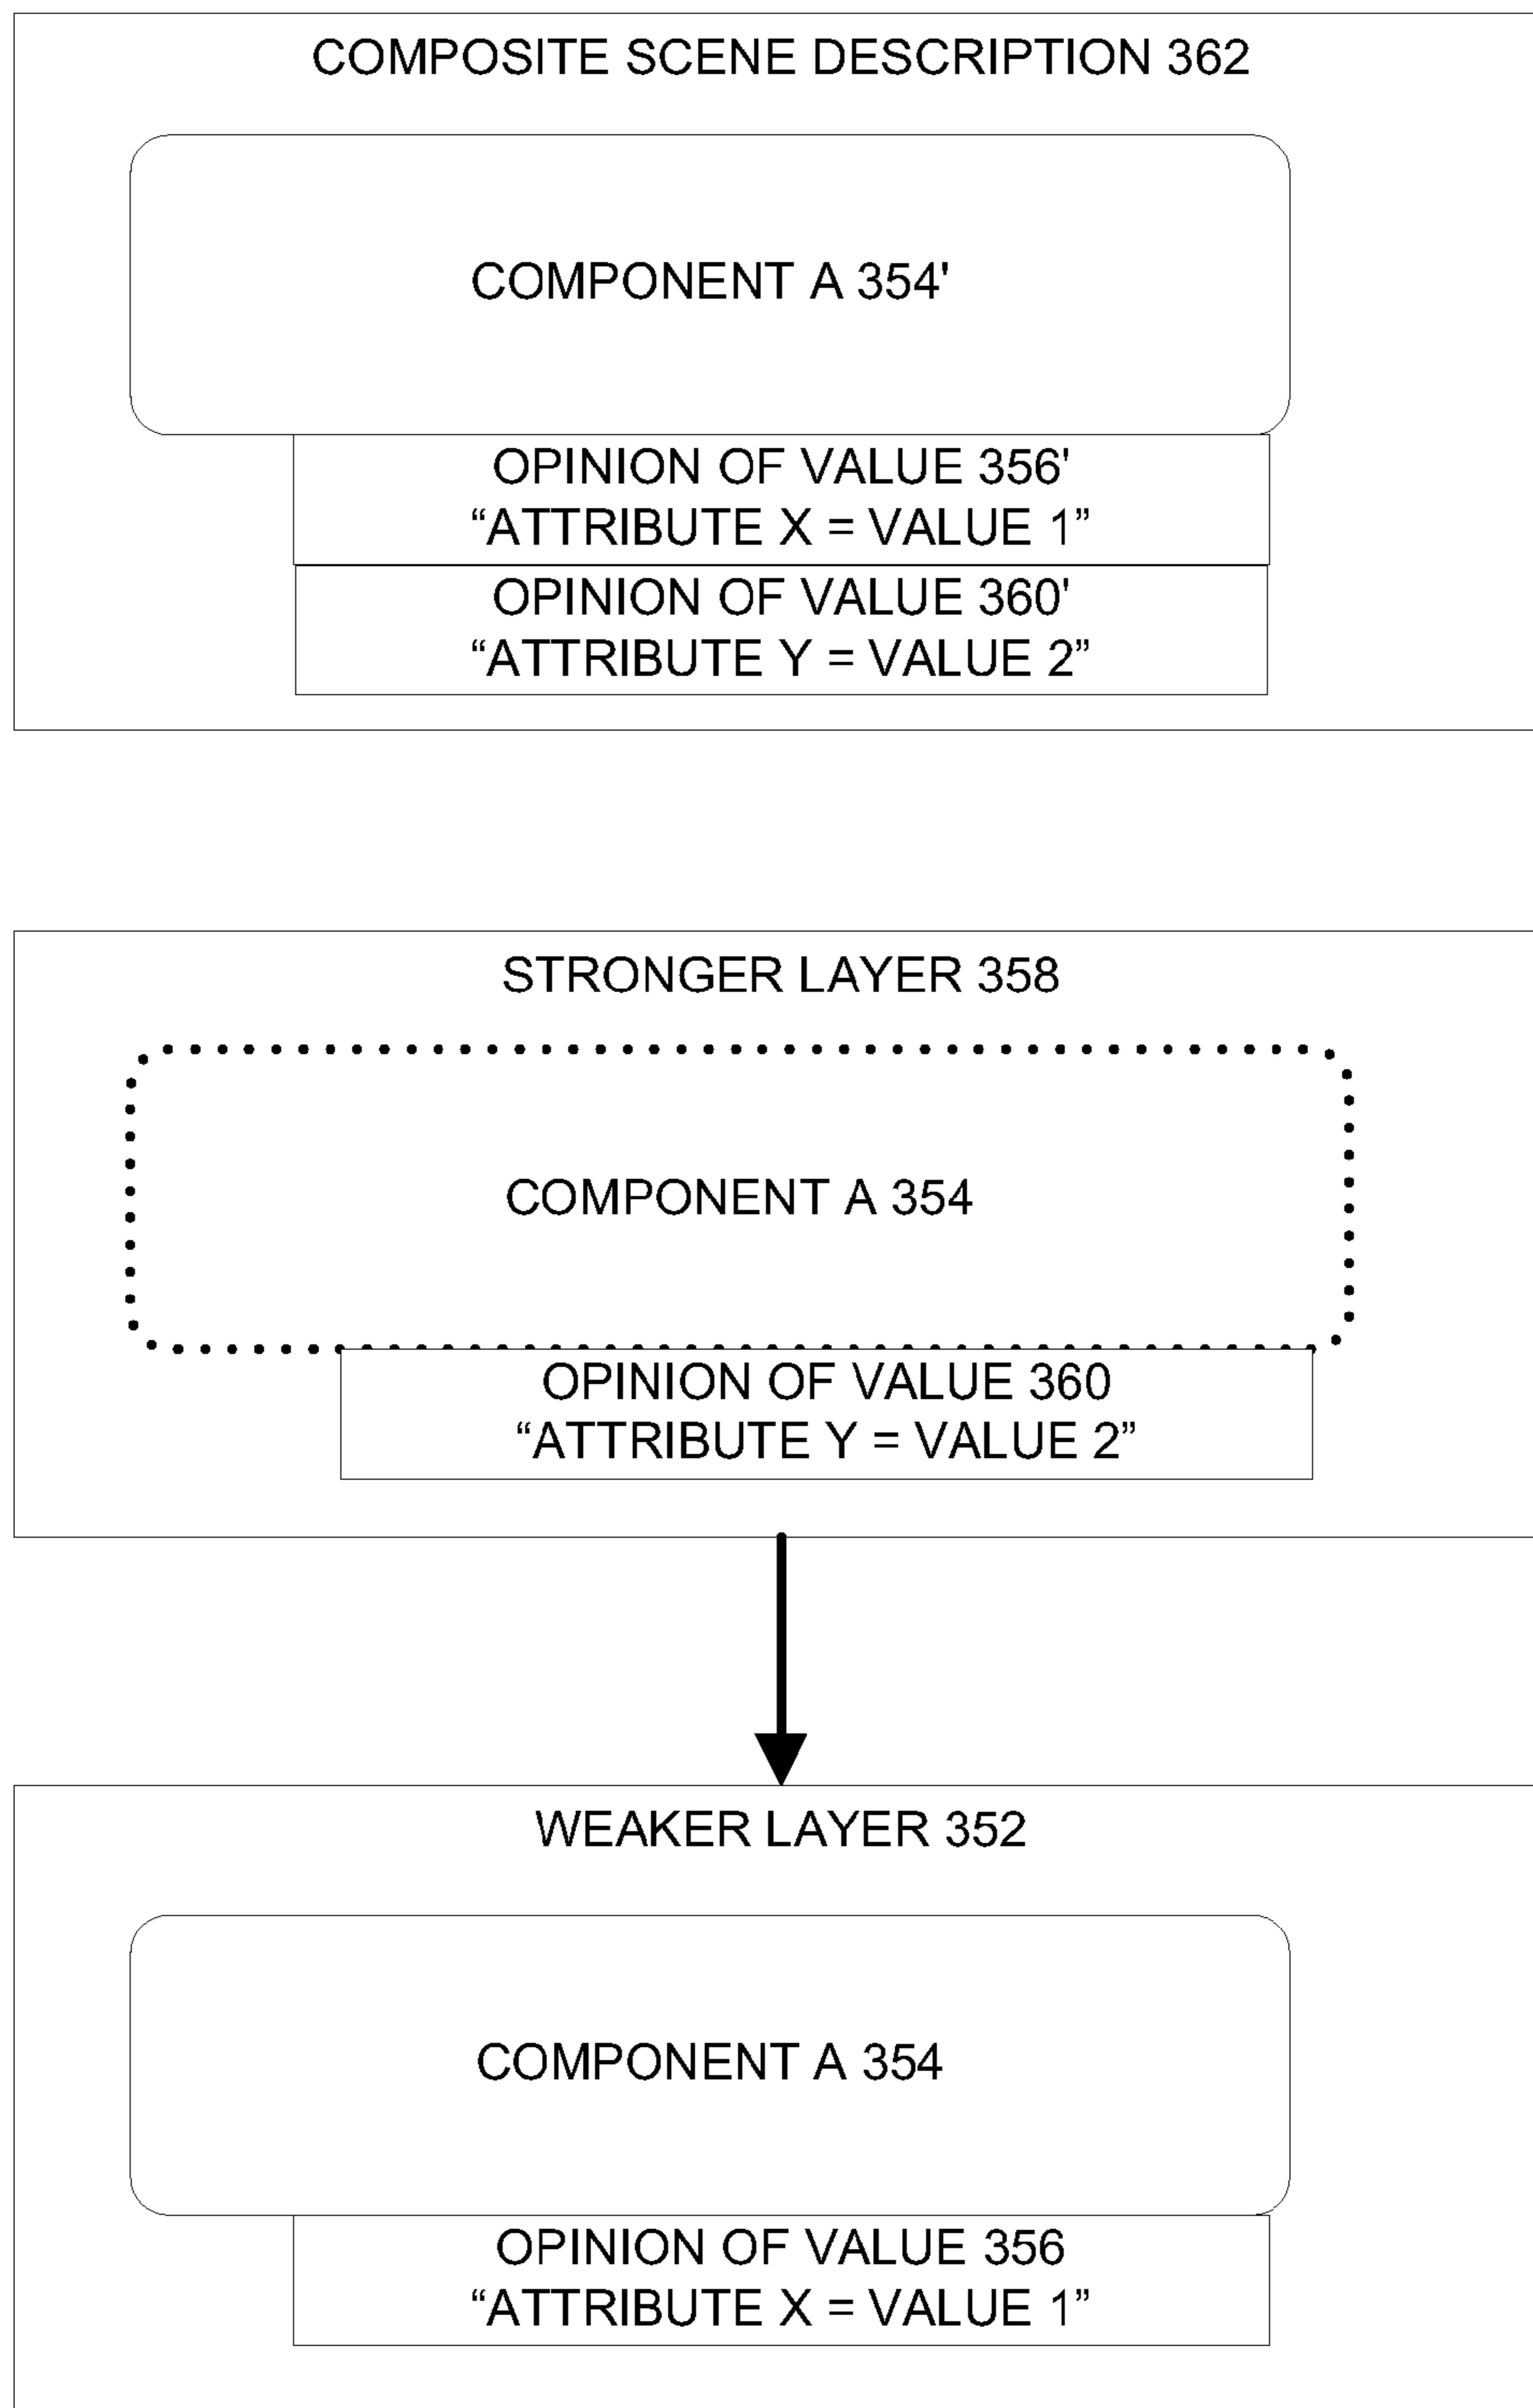 COMPOSITE SCENE DESCRIPTION 362
COMPONENT A 354'
OPINION OF VALUE 356'
“ATTRIBUTE X = VALUE 1”
OPINION OF VALUE 360'
“ATTRIBUTE Y = VALUE 2”
STRONGER LAYER 358
COMPONENT A 354
OPINION OF VALUE 360
“ATTRIBUTE Y = VALUE 2”
WEAKER LAYER 352
COMPONENT A 354
OPINION OF VALUE 356
“ATTRIBUTE X = VALUE 1”